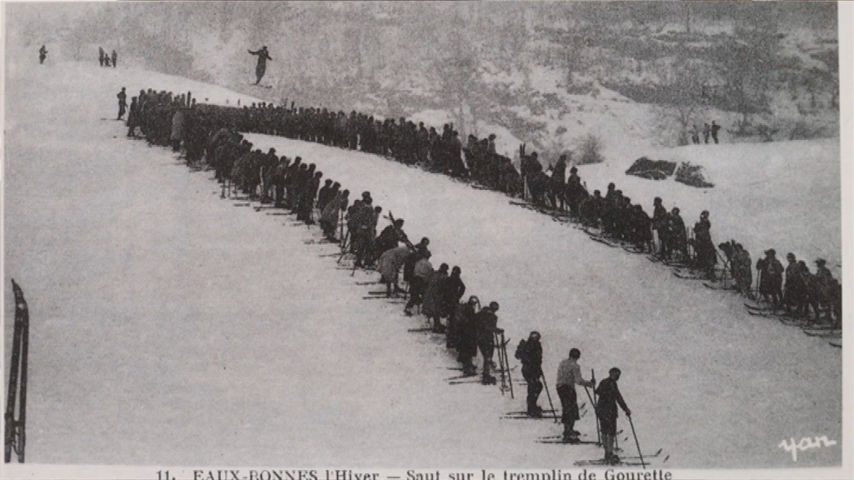 yan
11. EAUX-BONNES l'Hiver — Saut sur le tremplin de Gourette